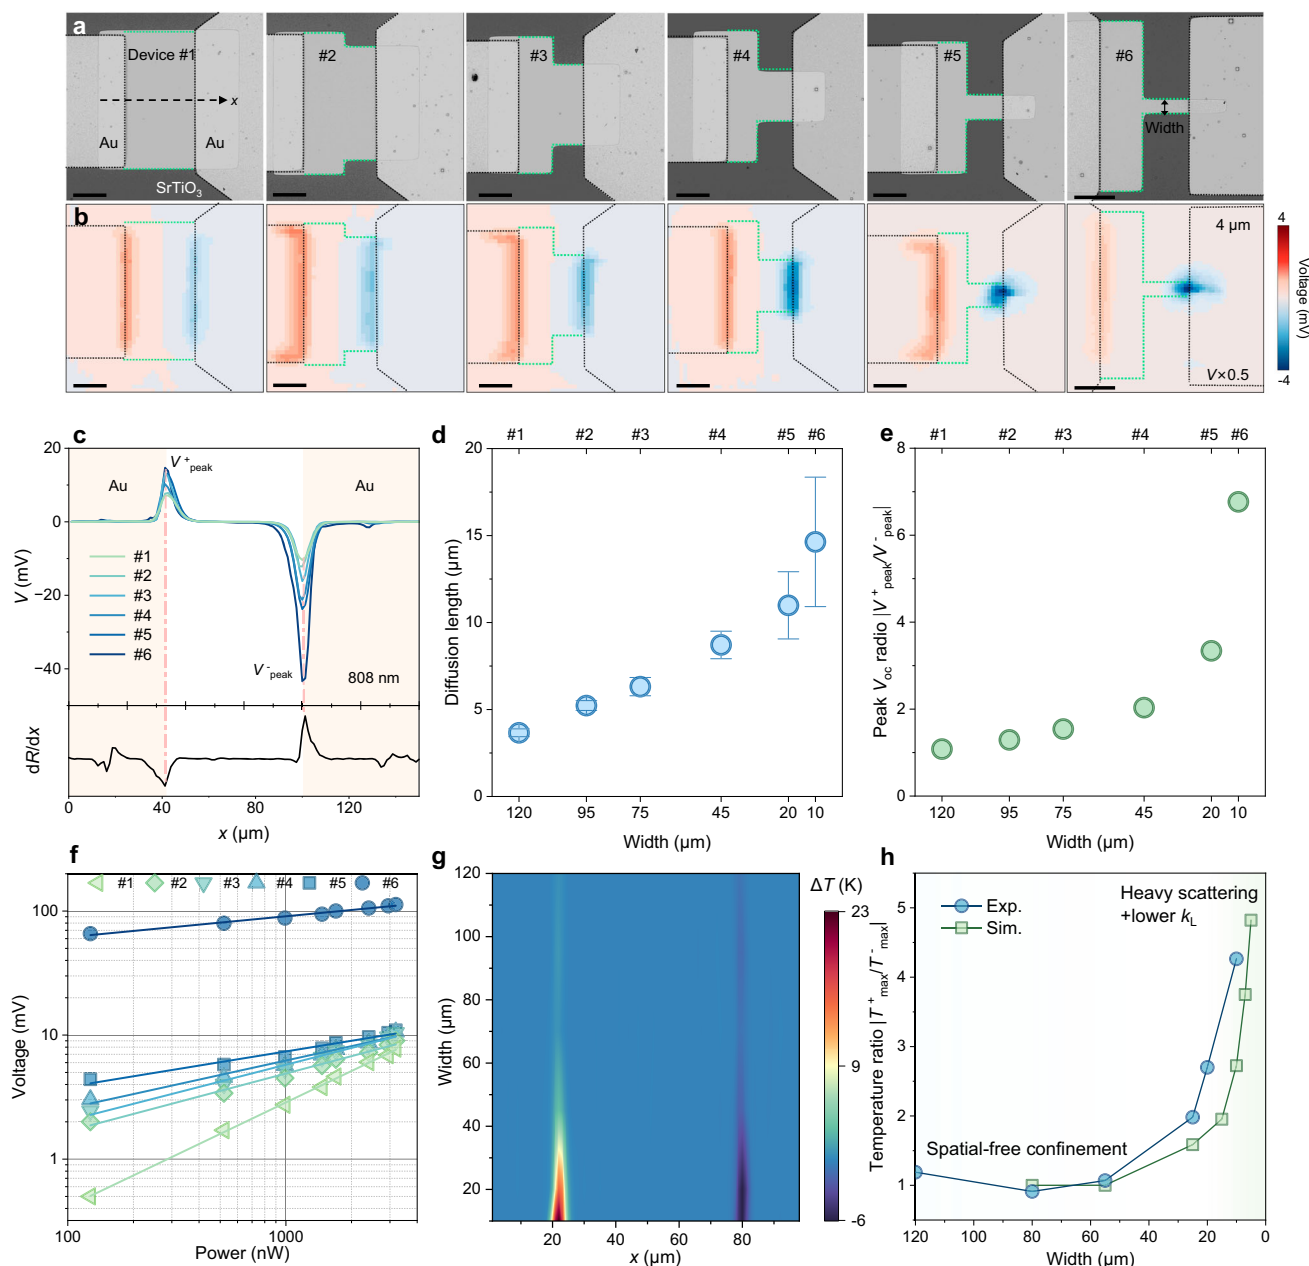 a
Device #1
#2
#3
#4
#5
#6
x
Au
Au
Width
SrTiO3
b
4 μm
V×0.5
4
Voltage (mV)
-4
c
V+peak
Au
Au
V (mV)
0
−20
−40
#1
#2
#3
#4
#5
#6
V-peak
808 nm
dR/dx
0
40
80
120
x (μm)
d
#1
#2
#3
#4
#5
#6
Diffusion length (μm)
20
15
10
5
0
120
95
75
45
20
10
Width (μm)
e
#1
#2
#3
#4
#5
#6
Peak Voc radio |V+peak/V-peak|
8
6
4
2
0
120
95
75
45
20
10
Width (μm)
f
#1
#2
#3
#4
#5
#6
Voltage (mV)
100
10
1
100
1000
Power (nW)
g
Width (μm)
120
100
80
60
40
20
20
40
60
80
x (μm)
ΔT (K)
23
9
-6
h
Temperature ratio |T+max/T-max|
5
4
3
2
1
Exp.
Sim.
Heavy scattering
+lower kL
Spatial-free confinement
120
100
80
60
40
20
0
Width (μm)